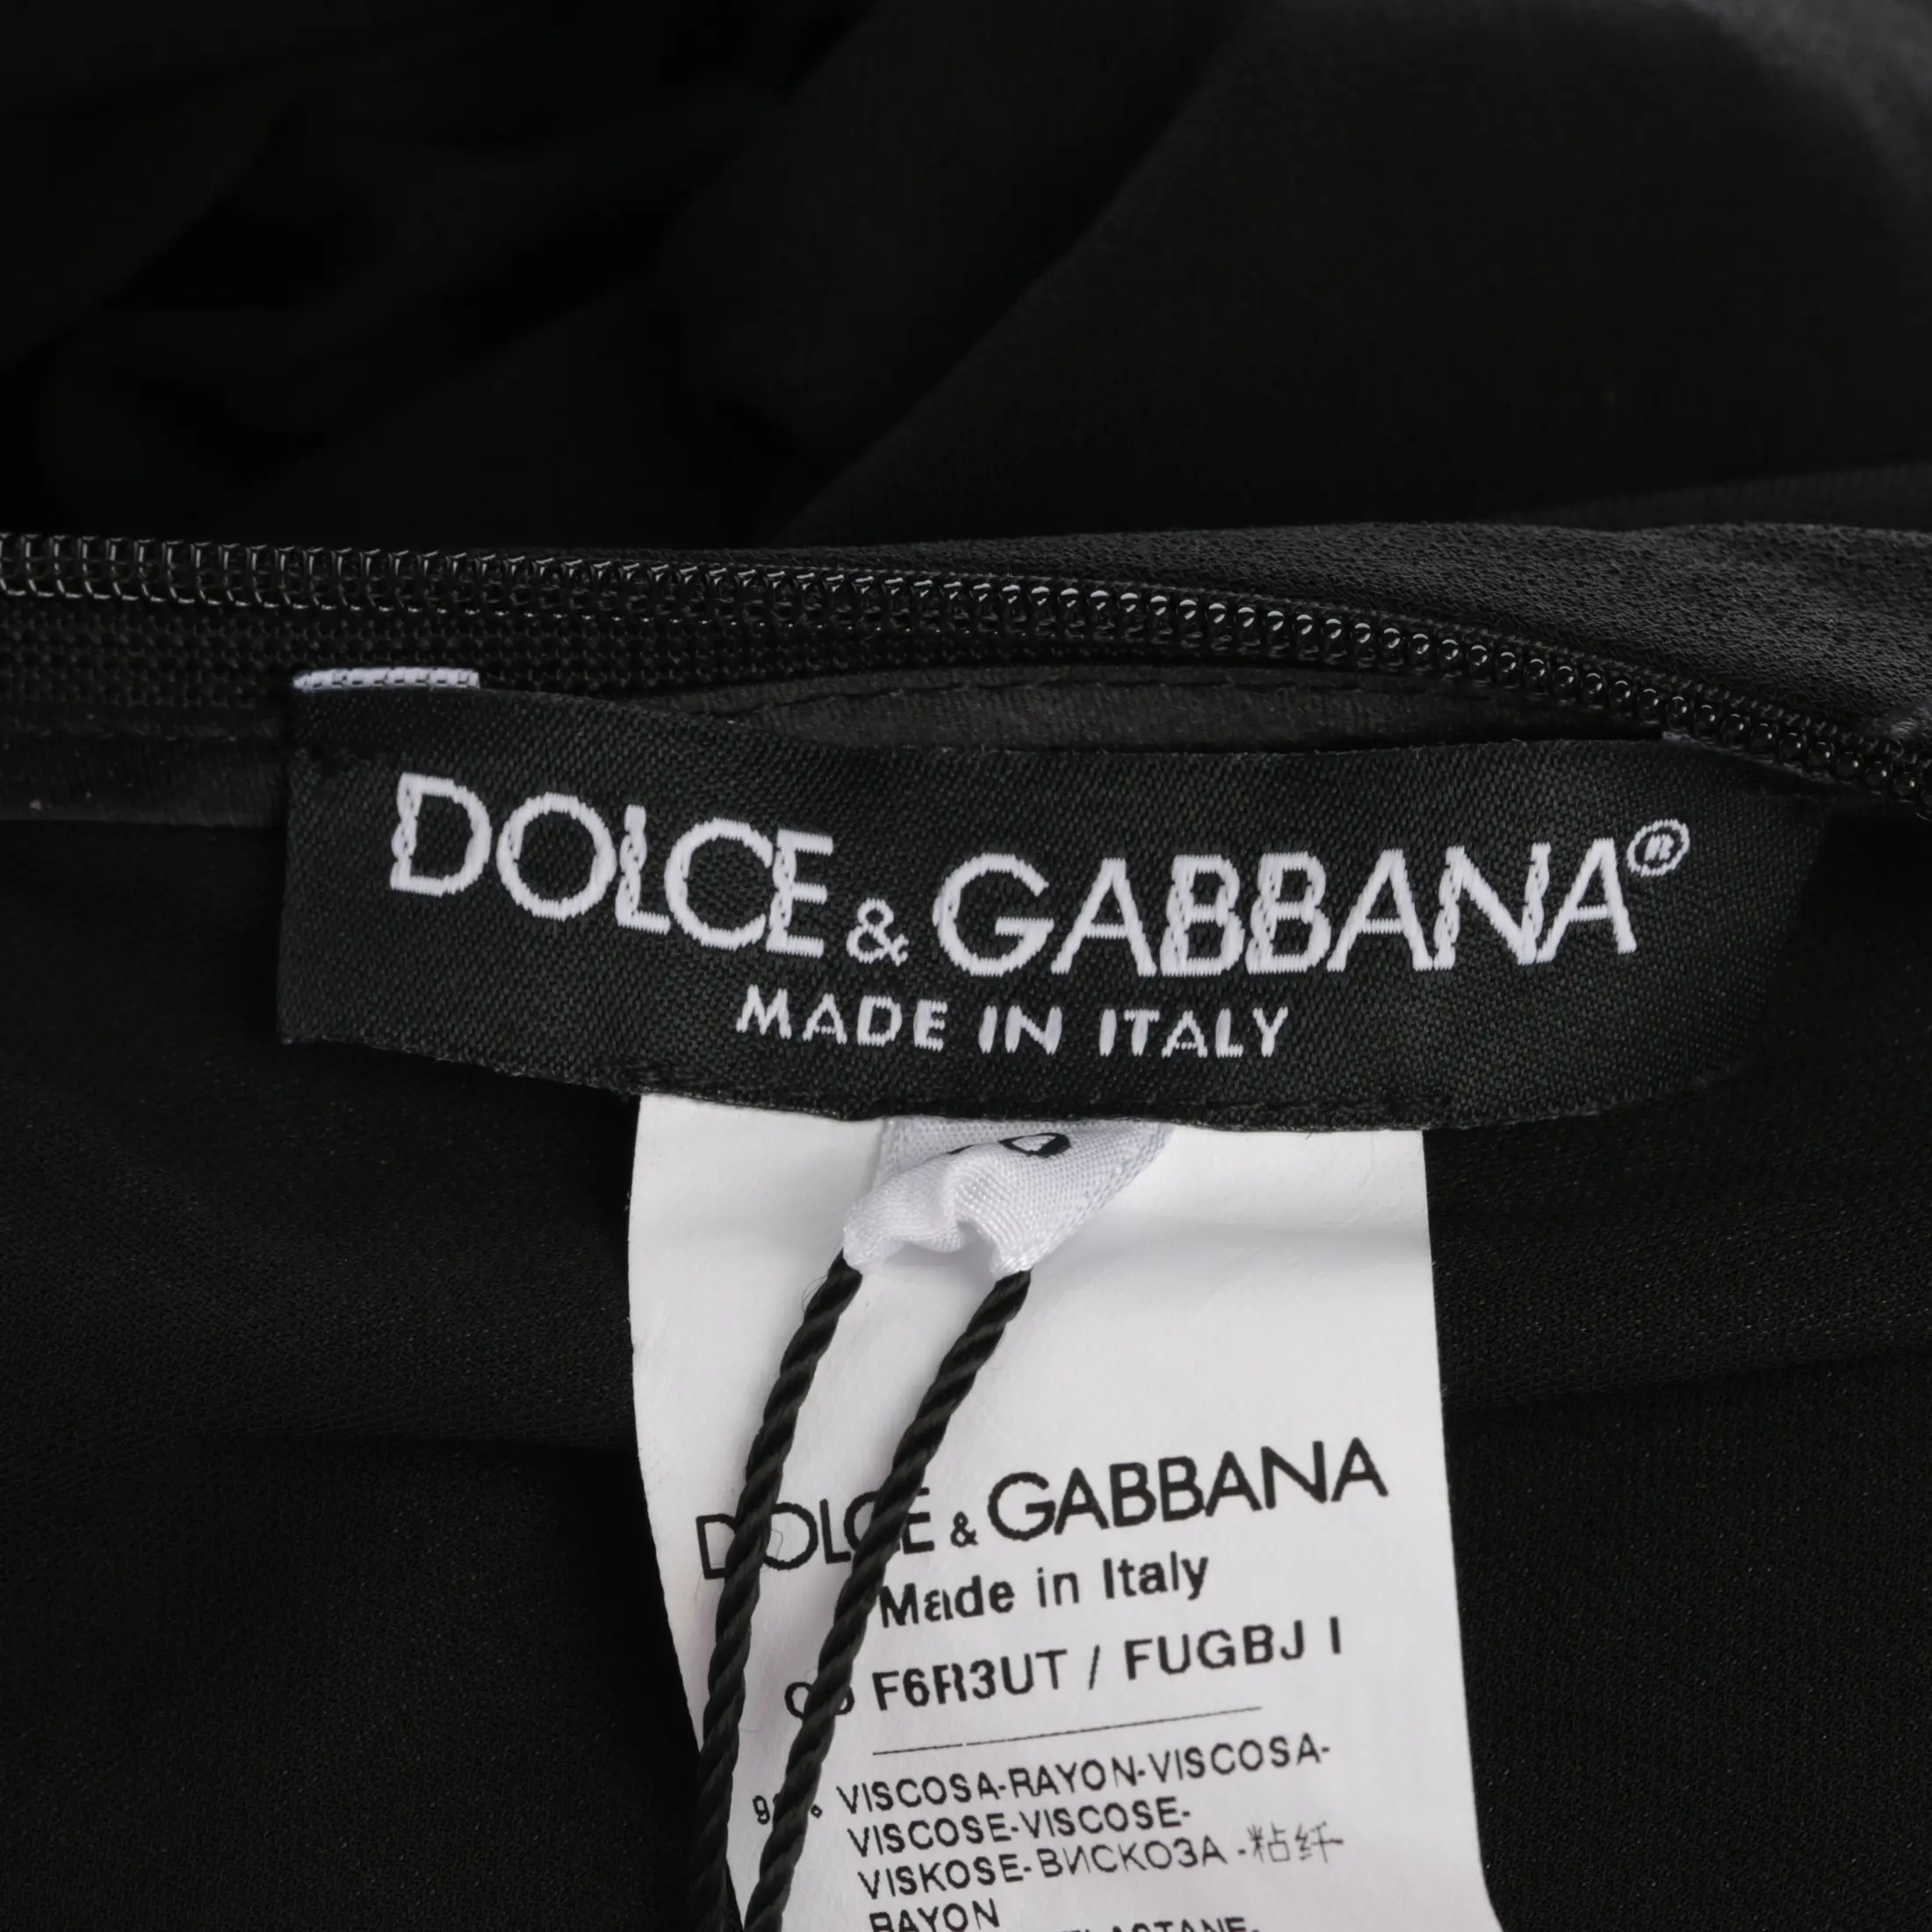 DOLCE & GABBANA®
MADE IN ITALY
DOLCE & GABBANA
Made in Italy
F6R3UT / FUGBJ I
VISCOSA-RAYON-VISCOSA-
VISCOSE-VISCOSE-
VISKOSE-ВИСКОЗА-粘纤
RAYON